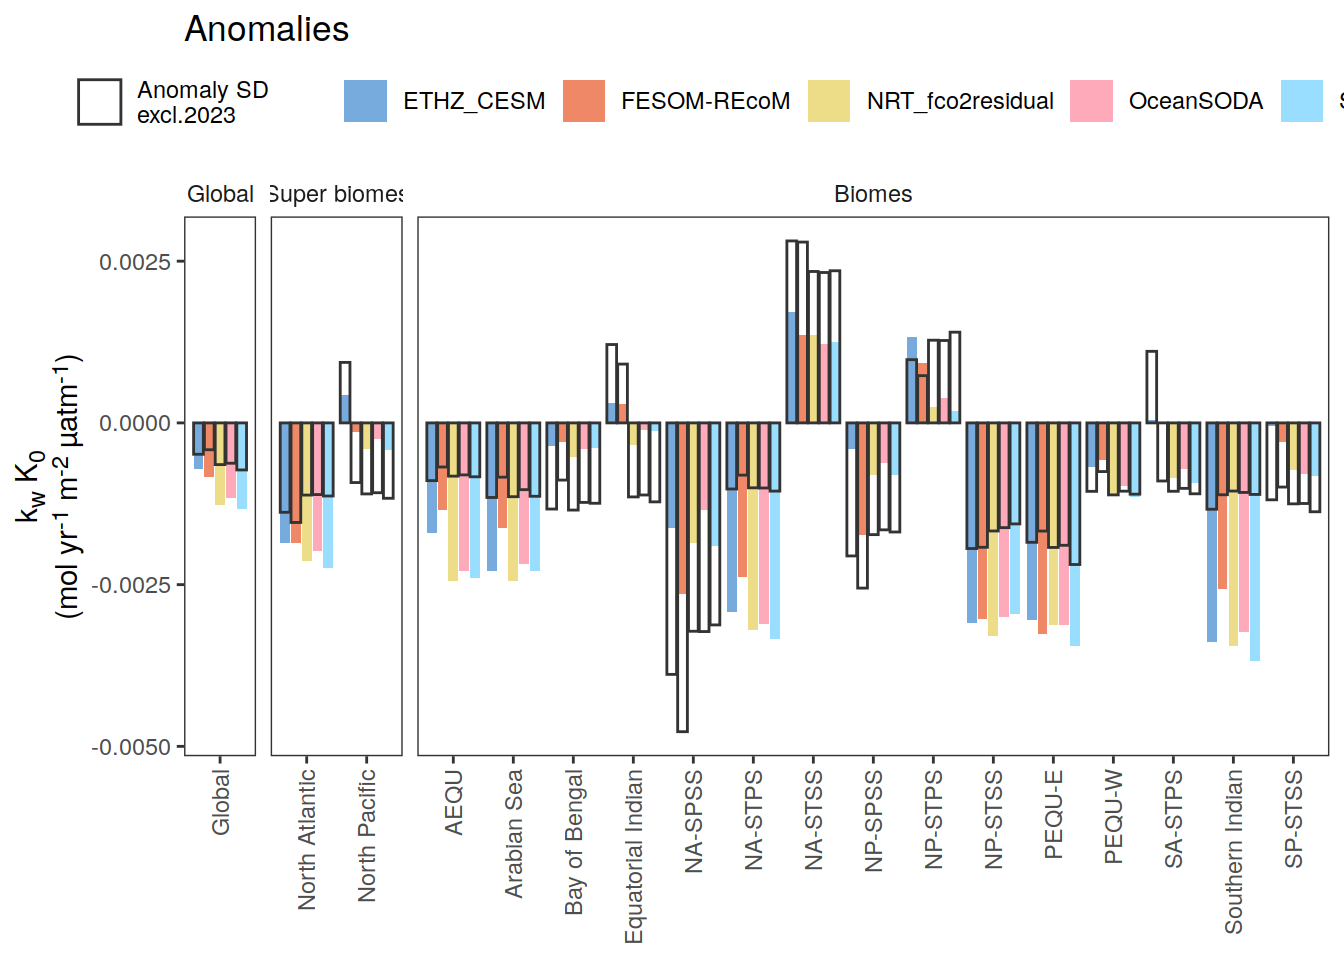 Anomalies
Anomaly SD
excl.2023
ETHZ_CESM
FESOM-REcoM
NRT_fco2residual
OceanSODA
Global
Super biomes
Biomes
kw K0
(mol yr-1 m-2 µatm-1)
0.0025
0.0000
-0.0025
-0.0050
Global
North Atlantic
North Pacific
AEQU
Arabian Sea
Bay of Bengal
Equatorial Indian
NA-SPSS
NA-STPS
NA-STSS
NP-SPSS
NP-STPS
NP-STSS
PEQU-E
PEQU-W
SA-STPS
Southern Indian
SP-STSS